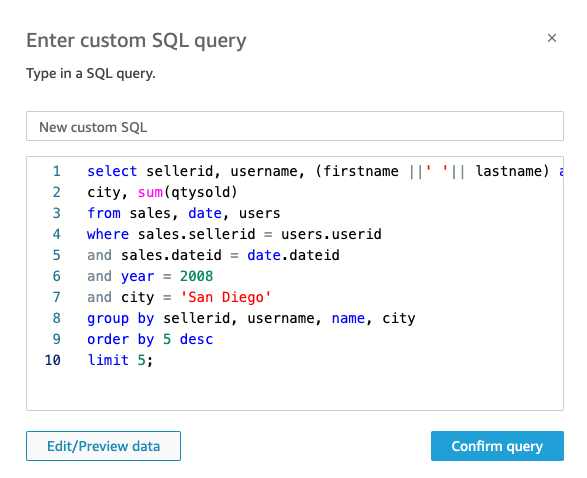 Enter custom SQL query
×
Type in a SQL query.
New custom SQL
1 select sellerid, username, (firstname ||' '|| lastname)
2 city, sum(qtysold)
3 from sales, date, users
4 where sales.sellerid = users.userid
5 and sales.dateid = date.dateid
6 and year = 2008
7 and city = 'San Diego'
8 group by sellerid, username, name, city
9 order by 5 desc
10 limit 5;
Edit/Preview data
Confirm query